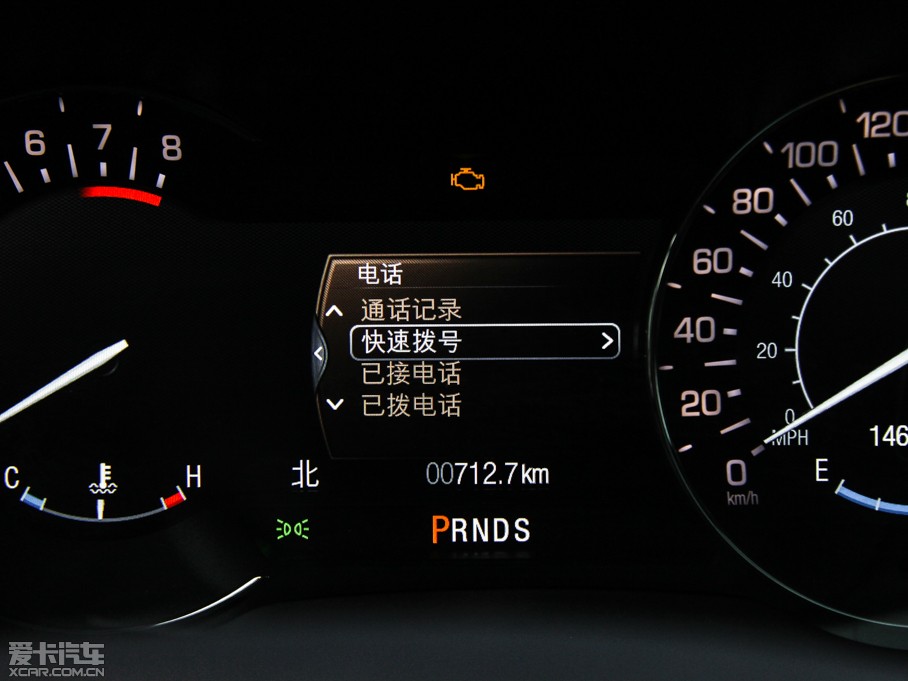 6
7
8
120
100
80
60
40
20
0
km/h
60
40
20
0
MPH
146
电话
通话记录
快速拨号
已接电话
已拨电话
C
H
北
00712.7km
E
PRNDS
爱卡汽车
XCAR.COM.CN